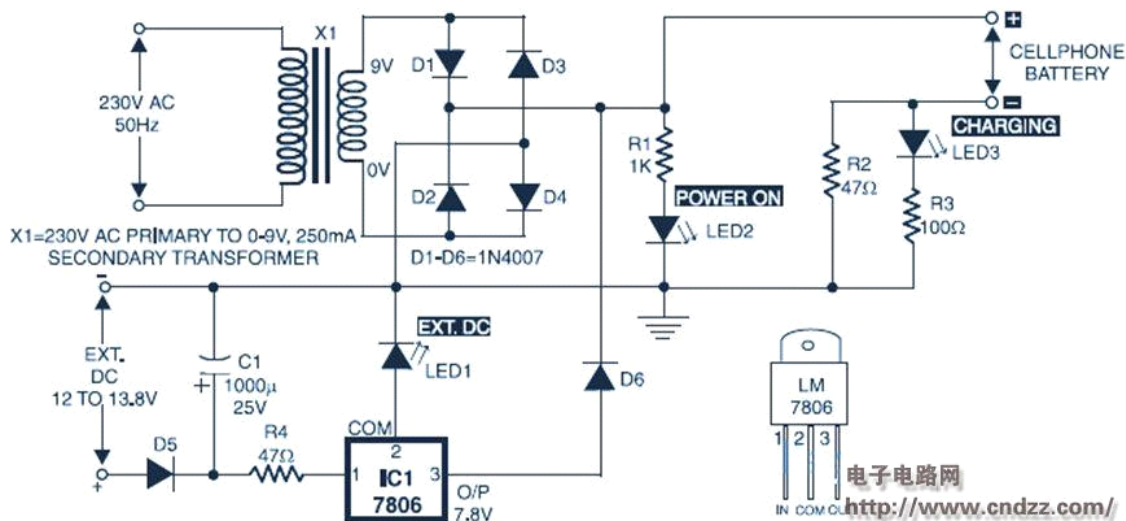 X1
9V
0V
230V AC
50Hz
D1
D3
D2
D4
X1=230V AC PRIMARY TO 0-9V, 250mA
SECONDARY TRANSFORMER
D1-D6=1N4007
R1
1K
POWER ON
LED2
+
CELLPHONE
BATTERY
−
CHARGING
LED3
R2
47Ω
R3
100Ω
-
EXT.
DC
12 TO 13.8V
+
C1
+
1000μ
25V
D5
R4
47Ω
EXT. DC
LED1
COM
2
1
IC1
7806
3
O/P
7.8V
D6
LM
7806
1 2 3
IN COM
电子电路网
http://www.cndzz.com/